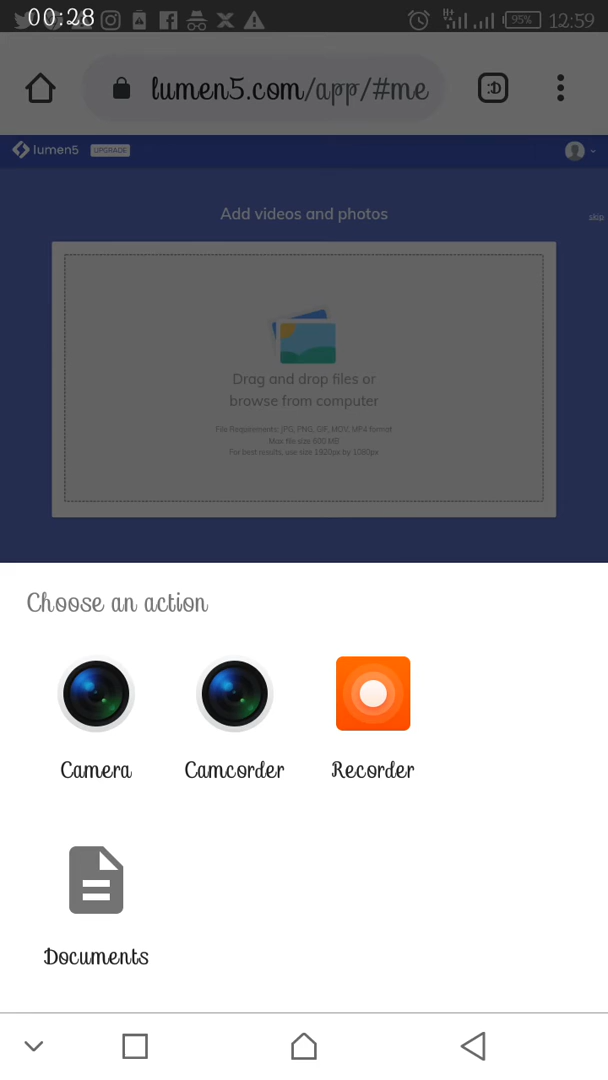 00:28
95%
12:59
lumen5.com/app/#me
:D
lumen5
UPGRADE
Add videos and photos
skip
Drag and drop files or
browse from computer
File Requirements: JPG, PNG, GIF, MOV, MP4 format
Max file size: 600 MB
For best results, use size 1920px by 1080px
Choose an action
Camera
Camcorder
Recorder
Documents